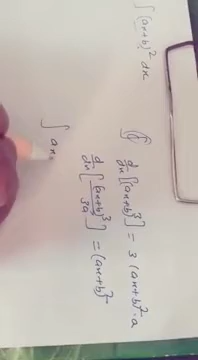 ∫ (ax+b)² dx
∫ d/dx [(ax+b)³] = 3 (ax+b)² · a
d/dx [(ax+b)³/3a] = (ax+b)²
∫ ax